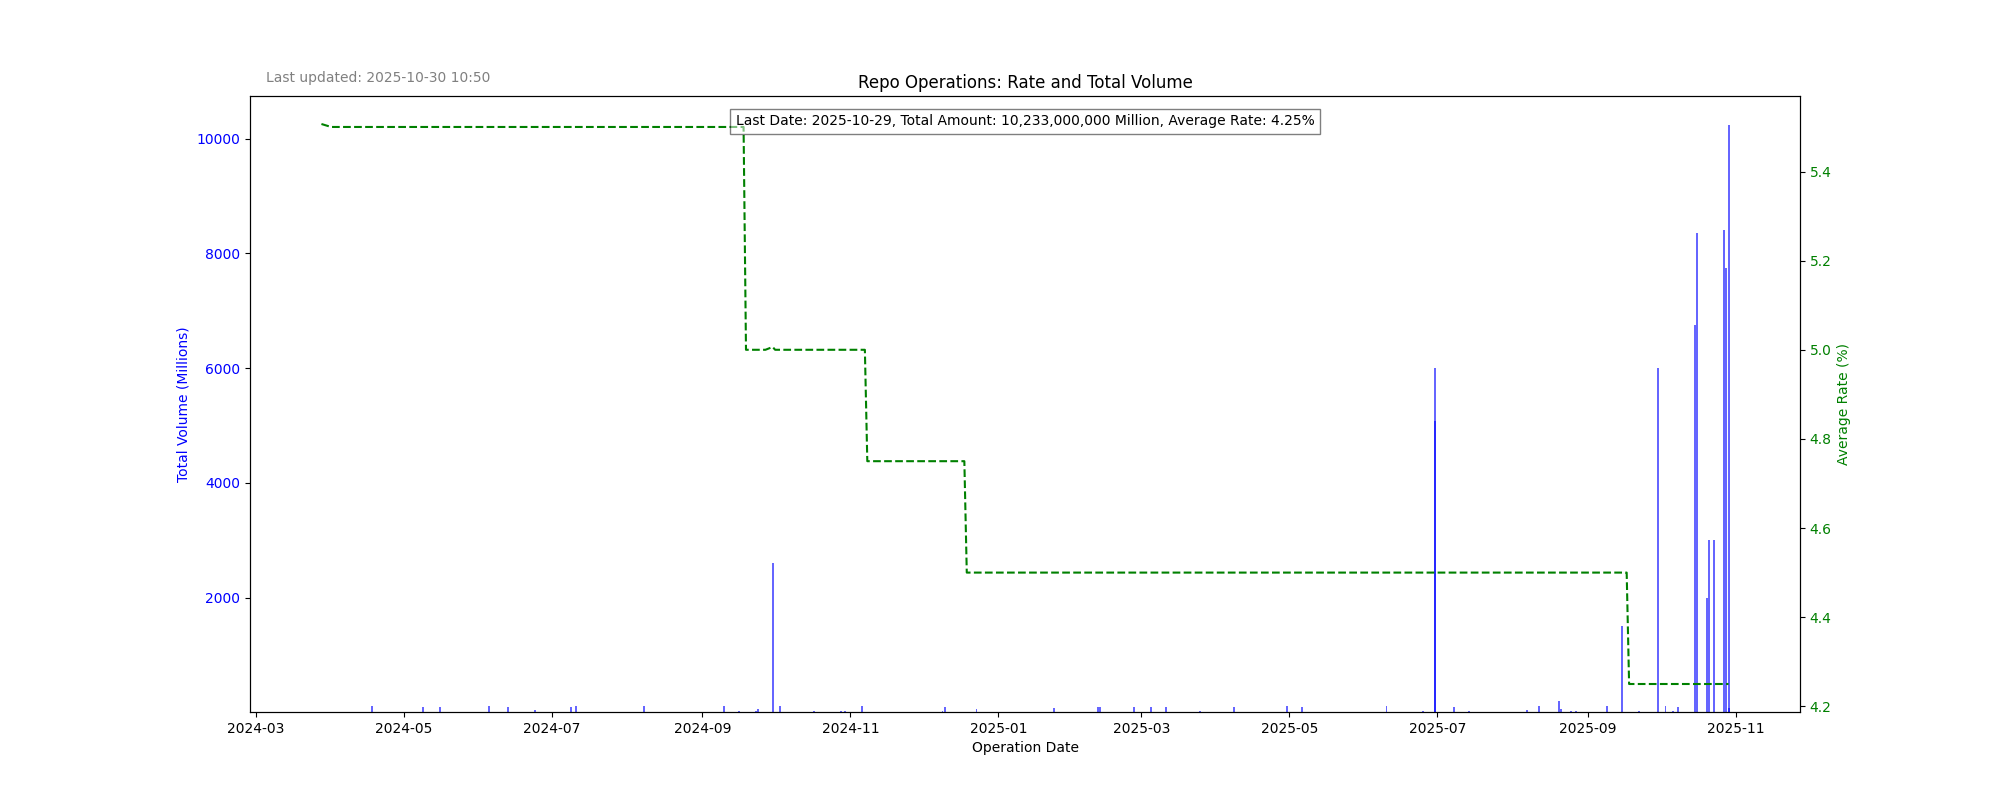 Last updated: 2025-10-30 10:50
Repo Operations: Rate and Total Volume
Last Date: 2025-10-29, Total Amount: 10,233,000,000 Million, Average Rate: 4.25%
10000
8000
6000
4000
2000
Total Volume (Millions)
5.4
5.2
5.0
4.8
4.6
4.4
4.2
Average Rate (%)
2024-03 2024-05 2024-07 2024-09 2024-11 2025-01 2025-03 2025-05 2025-07 2025-09 2025-11
Operation Date